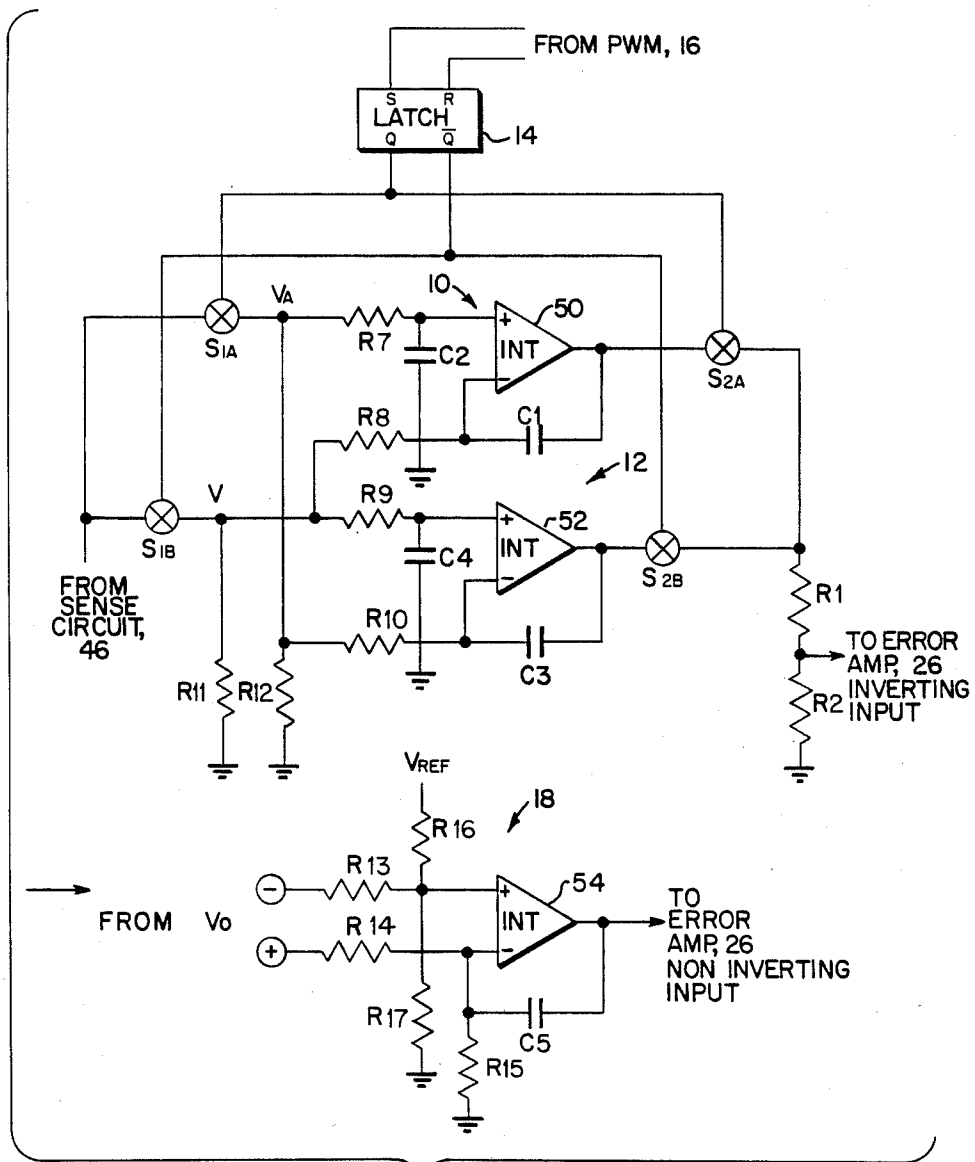 FROM PWM, 16
S R
LATCH
Q Q̅
14
10
50
VA
+
INT
−
S1A
R7
C2
S2A
R8
C1
12
R9
52
V
+
INT
−
S1B
C4
S2B
FROM
SENSE
CIRCUIT,
46
R10
C3
R1
TO ERROR
AMP, 26
INVERTING
INPUT
R11
R12
R2
VREF
18
R16
R13
54
−
+
INT
−
FROM Vo
R14
+
TO
ERROR
AMP, 26
NON INVERTING
INPUT
R17
C5
R15